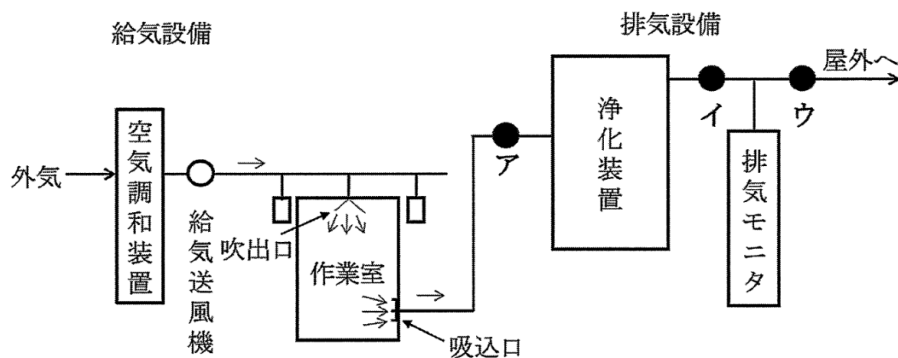 給気設備
排気設備
屋外へ
外気
空気調和装置
給気送風機
吹出口
作業室
吸込口
ア
浄化装置
イ
ウ
排気モニタ